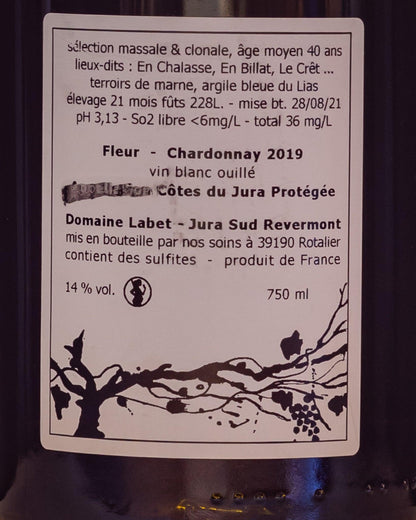 sélection massale & clonale, âge moyen 40 ans
lieux-dits : En Chalasse, En Billat, Le Crêt ...
terroirs de marne, argile bleue du Lias
élevage 21 mois fûts 228L. - mise bt. 28/08/21
pH 3,13 - So2 libre <6mg/L - total 36 mg/L
Fleur - Chardonnay 2019
vin blanc ouillé
Côtes du Jura Protégée
Domaine Labet - Jura Sud Revermont
mis en bouteille par nos soins à 39190 Rotalier
contient des sulfites - produit de France
14 % vol.
750 ml